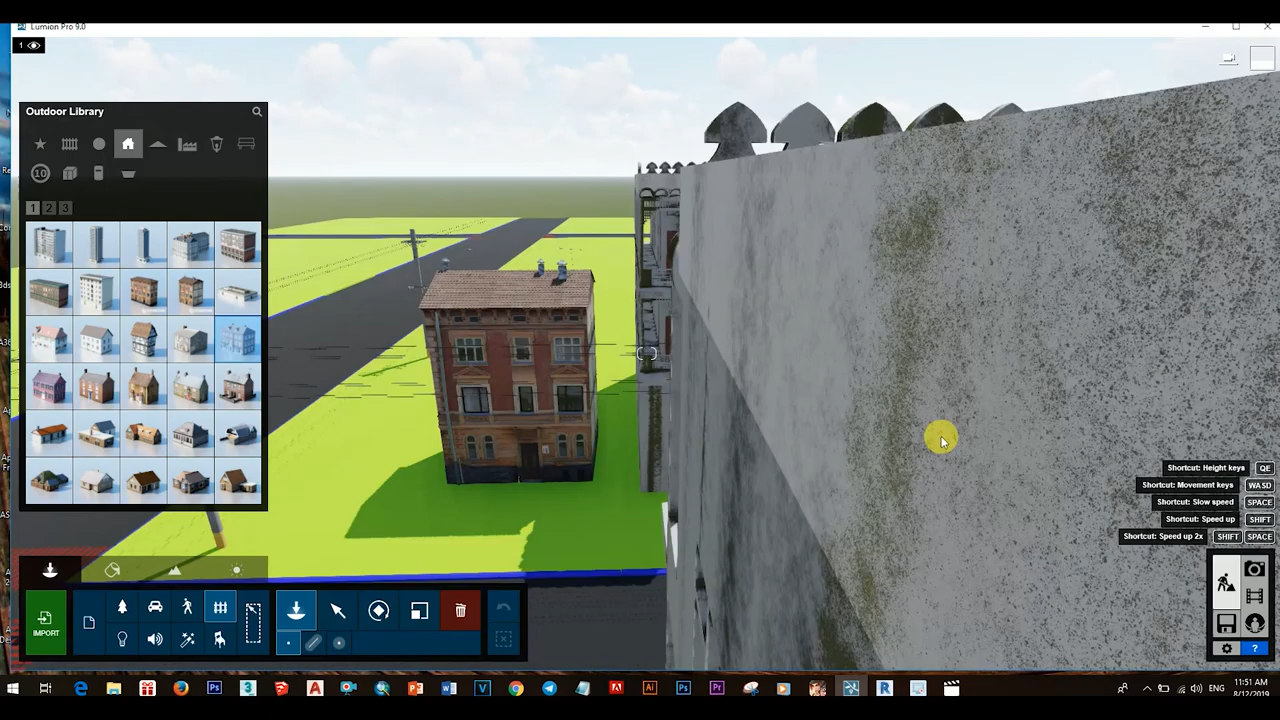 Lumion Pro 9.0
1
Outdoor Library
10
1 2 3
Shortcut: Height keys QE
Shortcut: Movement keys WASD
Shortcut: Slow speed SPACE
Shortcut: Speed up SHIFT
Shortcut: Speed up 2x SHIFT SPACE
IMPORT
?
ENG
11:51 AM
8/12/2019